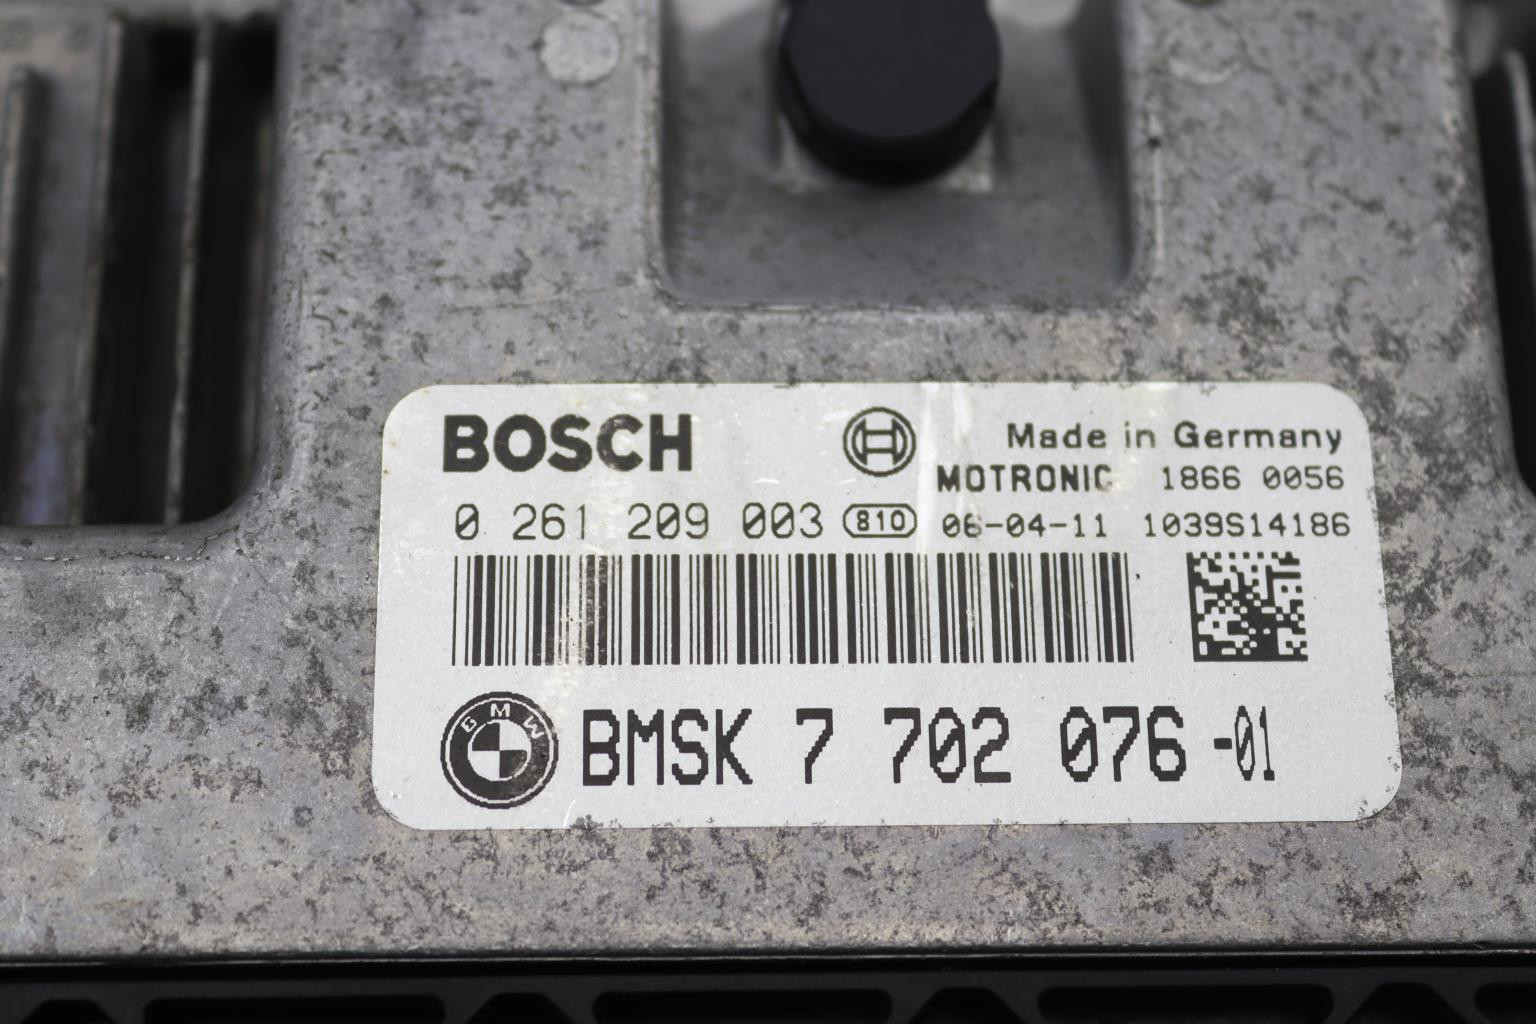 BOSCH
Made in Germany
MOTRONIC 1866 0056
0 261 209 003 810 06-04-11 1039S14186
BMW
BMSK 7 702 076 -01